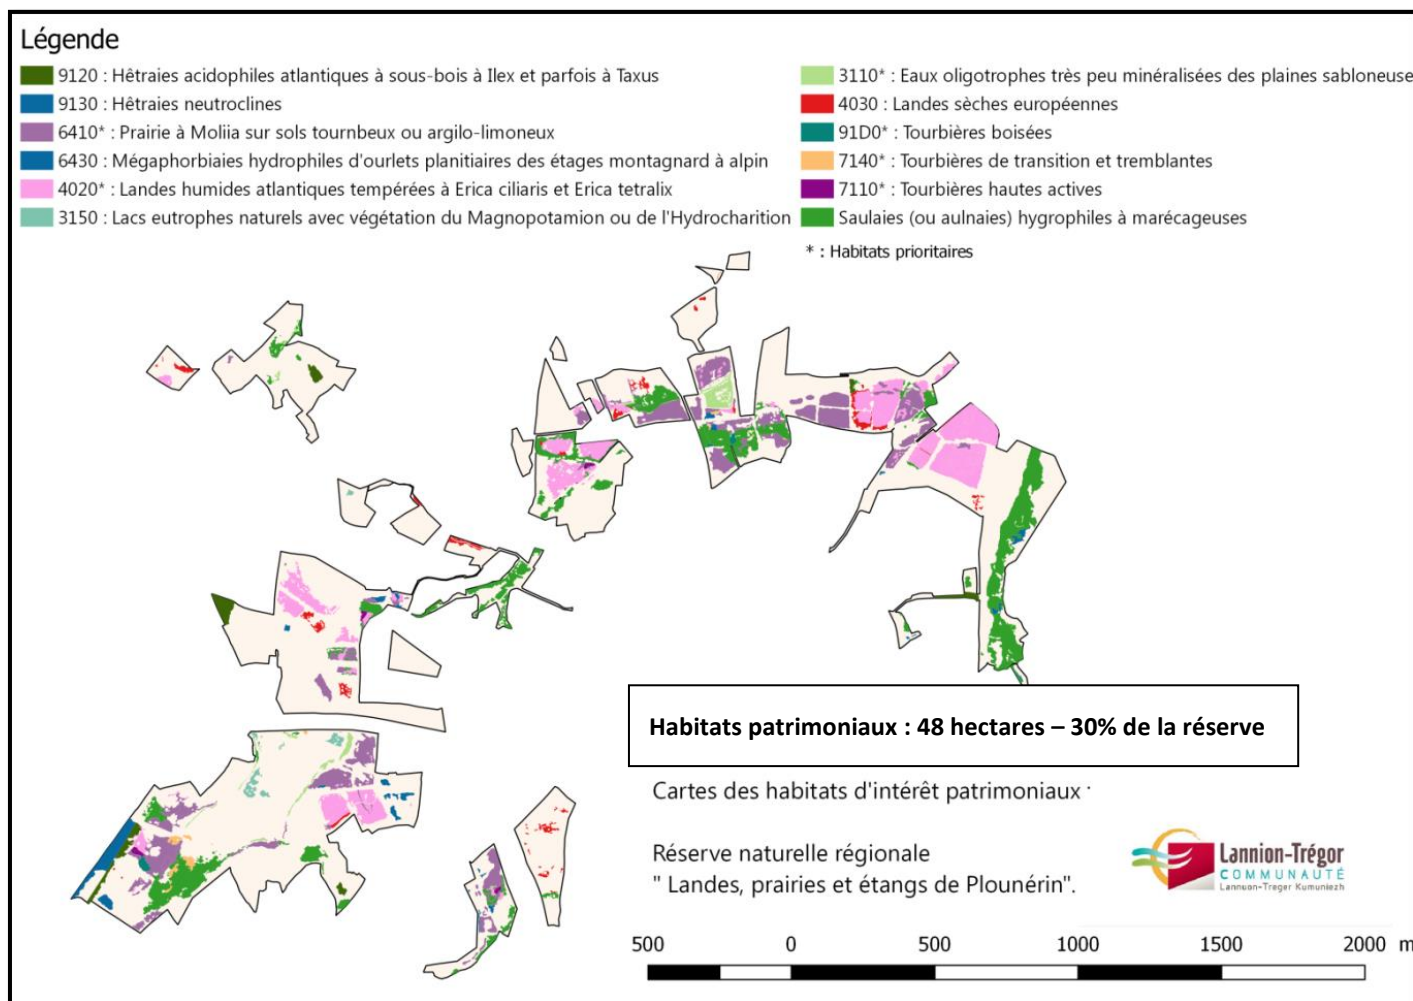 Légende
9120 : Hêtraies acidophiles atlantiques à sous-bois à Ilex et parfois à Taxus
9130 : Hêtraies neutroclines
6410* : Prairie à Moliia sur sols tournbeux ou argilo-limoneux
6430 : Mégaphorbiaies hydrophiles d'ourlets planitiaires des étages montagnard à alpin
4020* : Landes humides atlantiques tempérées à Erica ciliaris et Erica tetralix
3150 : Lacs eutrophes naturels avec végétation du Magnopotamion ou de l'Hydrocharition
3110* : Eaux oligotrophes très peu minéralisées des plaines sabloneuse
4030 : Landes sèches européennes
91D0* : Tourbières boisées
7140* : Tourbières de transition et tremblantes
7110* : Tourbières hautes actives
Saulaies (ou aulnaies) hygrophiles à marécageuses
* : Habitats prioritaires
Habitats patrimoniaux : 48 hectares – 30% de la réserve
Cartes des habitats d'intérêt patrimoniaux
Réserve naturelle régionale
" Landes, prairies et étangs de Plounérin".
Lannion-Trégor
COMMUNAUTÉ
Lannuon-Treger Kumuniezh
500 0 500 1000 1500 2000 m